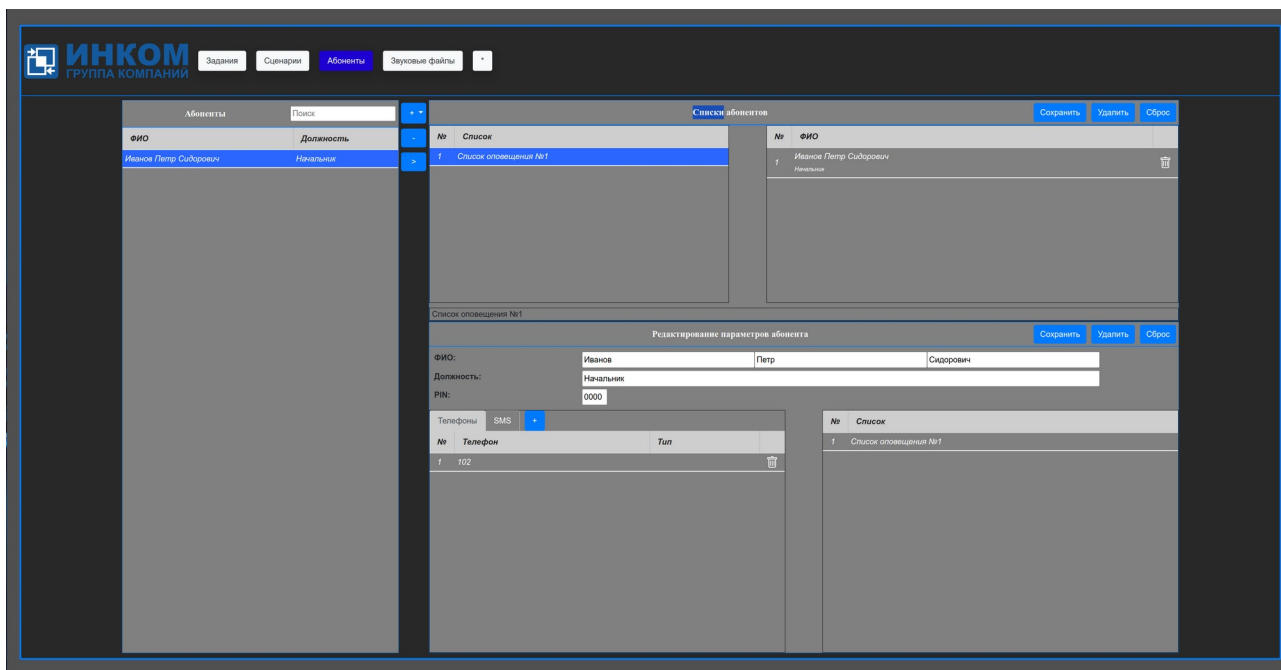 ИНКОМ
ГРУППА КОМПАНИЙ
Задания Сценарии Абоненты Звуковые файлы *
Абоненты Поиск + -
ФИО Должность
Иванов Петр Сидорович Начальник >
Списки абонентов Сохранить Удалить Сброс
№ Список
1 Список оповещения №1
№ ФИО
1 Иванов Петр Сидорович
Начальник
Список оповещения №1
Редактирование параметров абонента Сохранить Удалить Сброс
ФИО: Иванов Петр Сидорович
Должность: Начальник
PIN: 0000
Телефоны SMS +
№ Телефон Тип
1 102
№ Список
1 Список оповещения №1